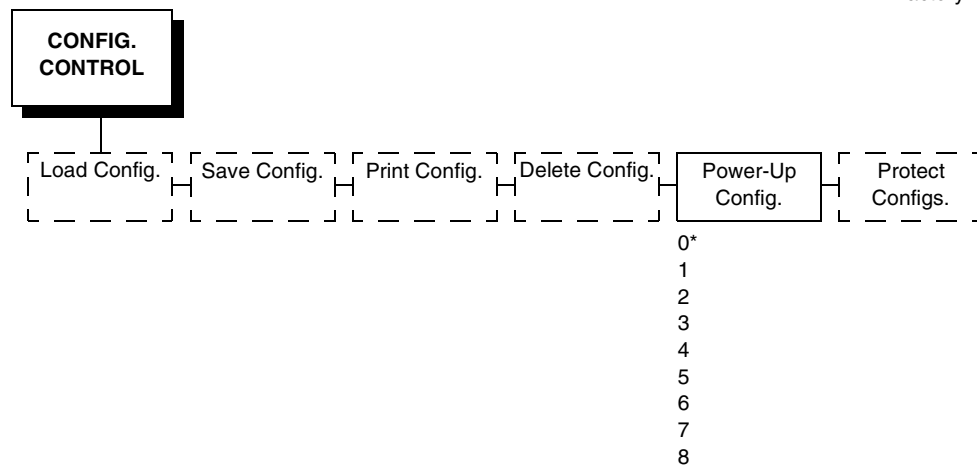 CONFIG.
CONTROL
Load Config.
Save Config.
Print Config.
Delete Config.
Power-Up
Config.
Protect
Configs.
0*
1
2
3
4
5
6
7
8